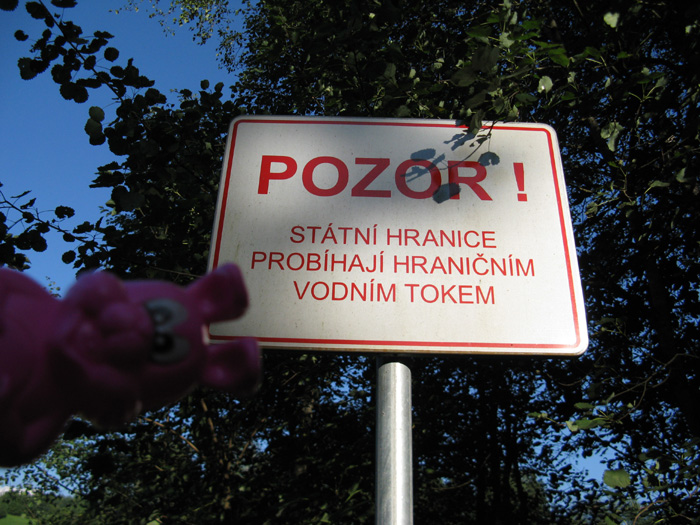 POZOR !
STÁTNÍ HRANICE
PROBÍHAJÍ HRANIČNÍM
VODNÍM TOKEM